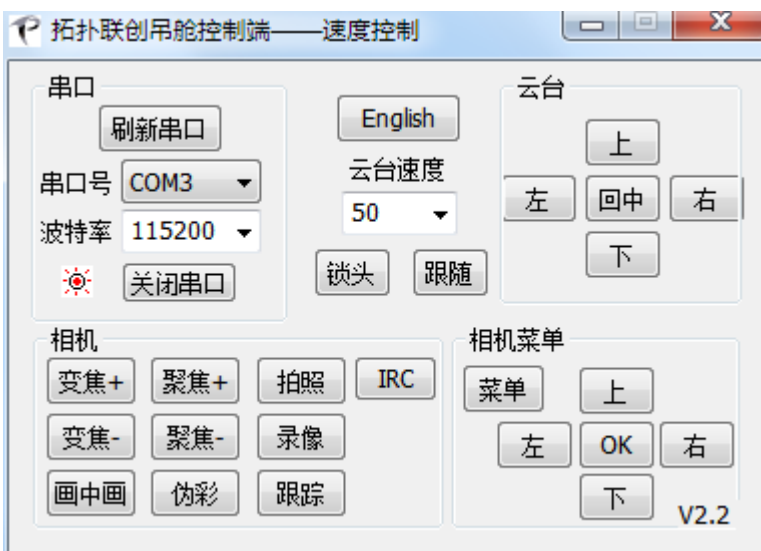 拓扑联创吊舱控制端——速度控制
串口
刷新串口
串口号 COM3
波特率 115200
关闭串口
English
云台速度
50
锁头 跟随
云台
上
左 回中 右
下
相机
变焦+ 聚焦+ 拍照 IRC
变焦- 聚焦- 录像
画中画 伪彩 跟踪
相机菜单
菜单 上
左 OK 右
下
V2.2